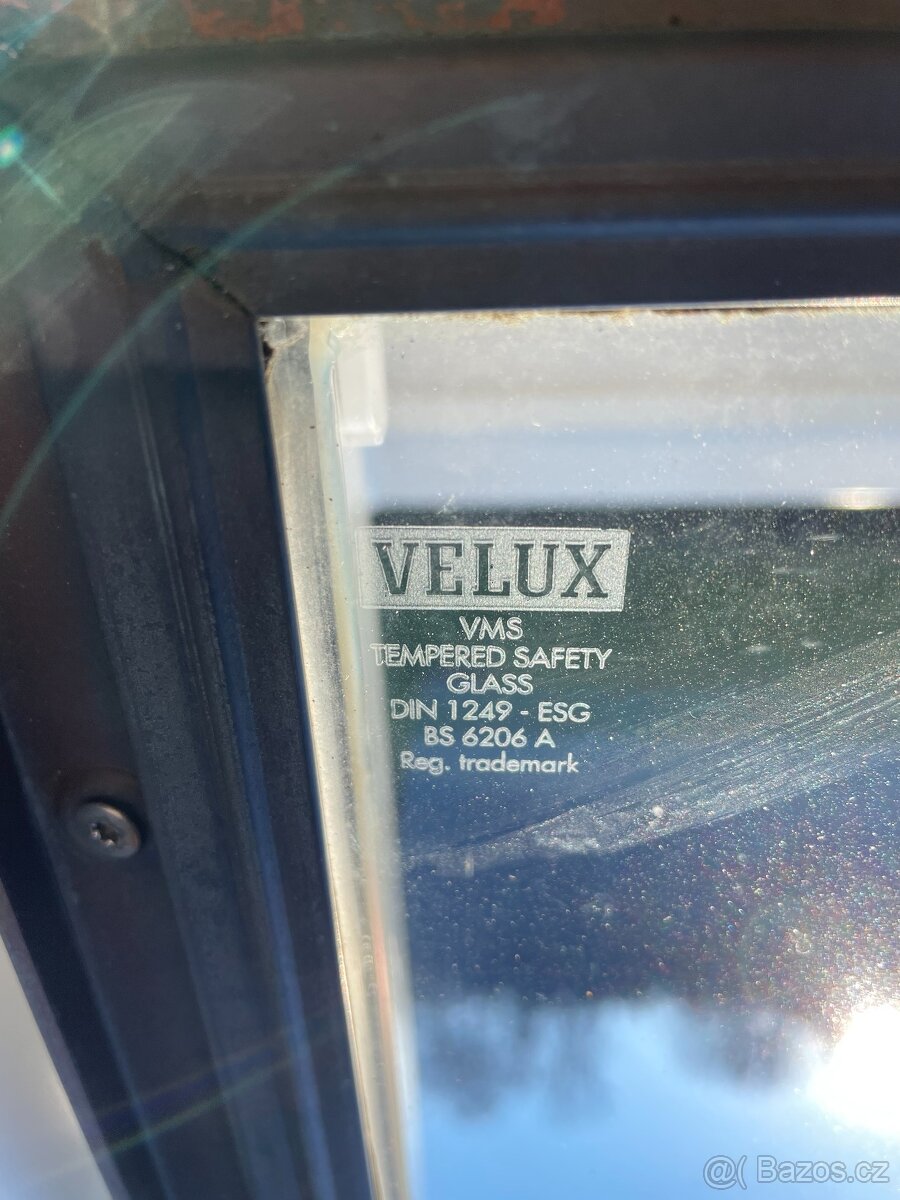 VELUX
VMS
TEMPERED SAFETY
GLASS
DIN 1249 - ESG
BS 6206 A
Reg. trademark
@( Bazos.cz